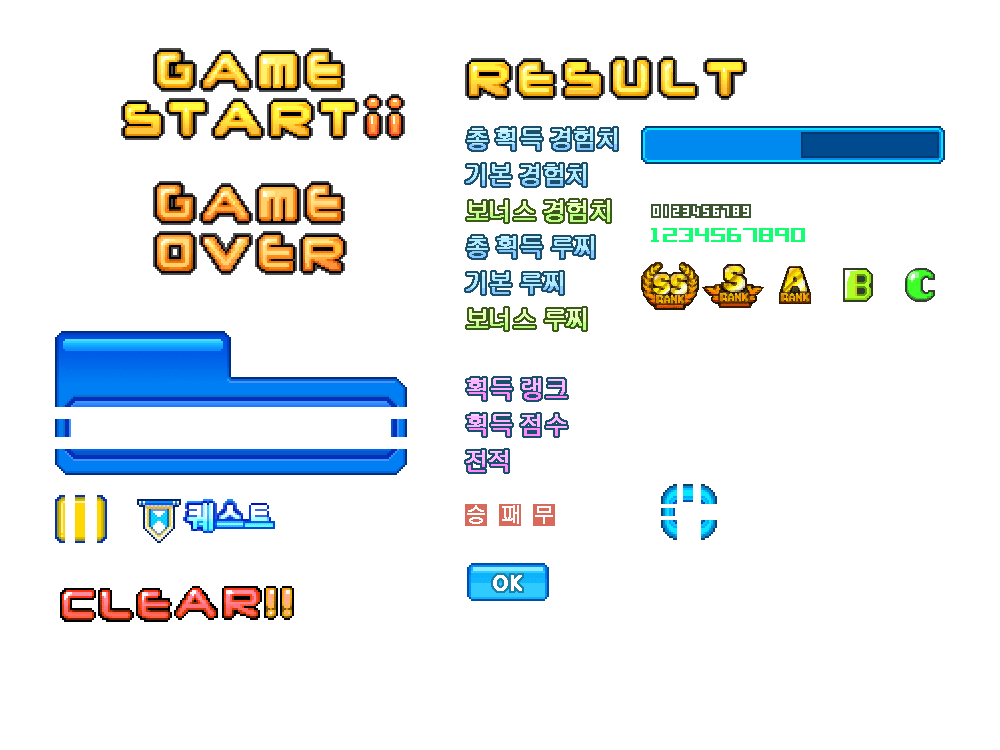 GAME
START¡¡
GAME
OVER
퀘스트
CLEAR!!
RESULT
총 획득 경험치
기본 경험치
보너스 경험치
0123456789
1234567890
총 획득 루찌
기본 루찌
보너스 루찌
SS RANK
S RANK
A RANK
B
C
획득 랭크
획득 점수
전적
승 패 무
OK